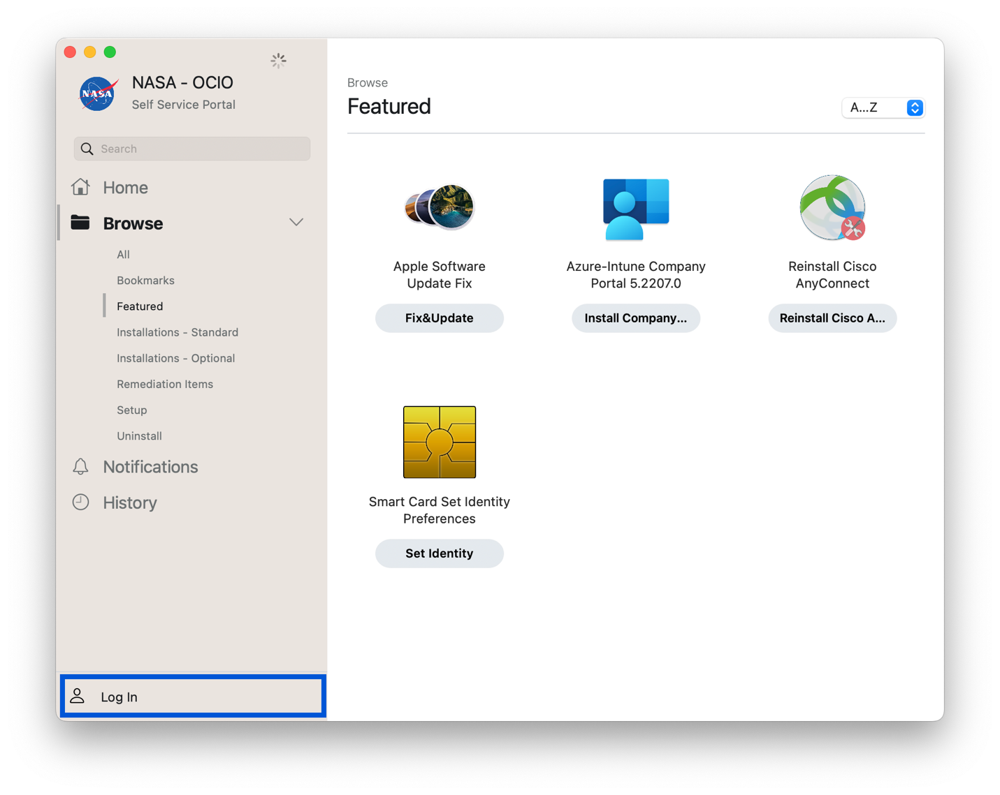 NASA
NASA - OCIO
Self Service Portal
Search
Home
Browse
All
Bookmarks
Featured
Installations - Standard
Installations - Optional
Remediation Items
Setup
Uninstall
Notifications
History
Log In
Browse
Featured
A...Z
Apple Software
Update Fix
Fix&Update
Azure-Intune Company
Portal 5.2207.0
Install Company...
Reinstall Cisco
AnyConnect
Reinstall Cisco A...
Smart Card Set Identity
Preferences
Set Identity